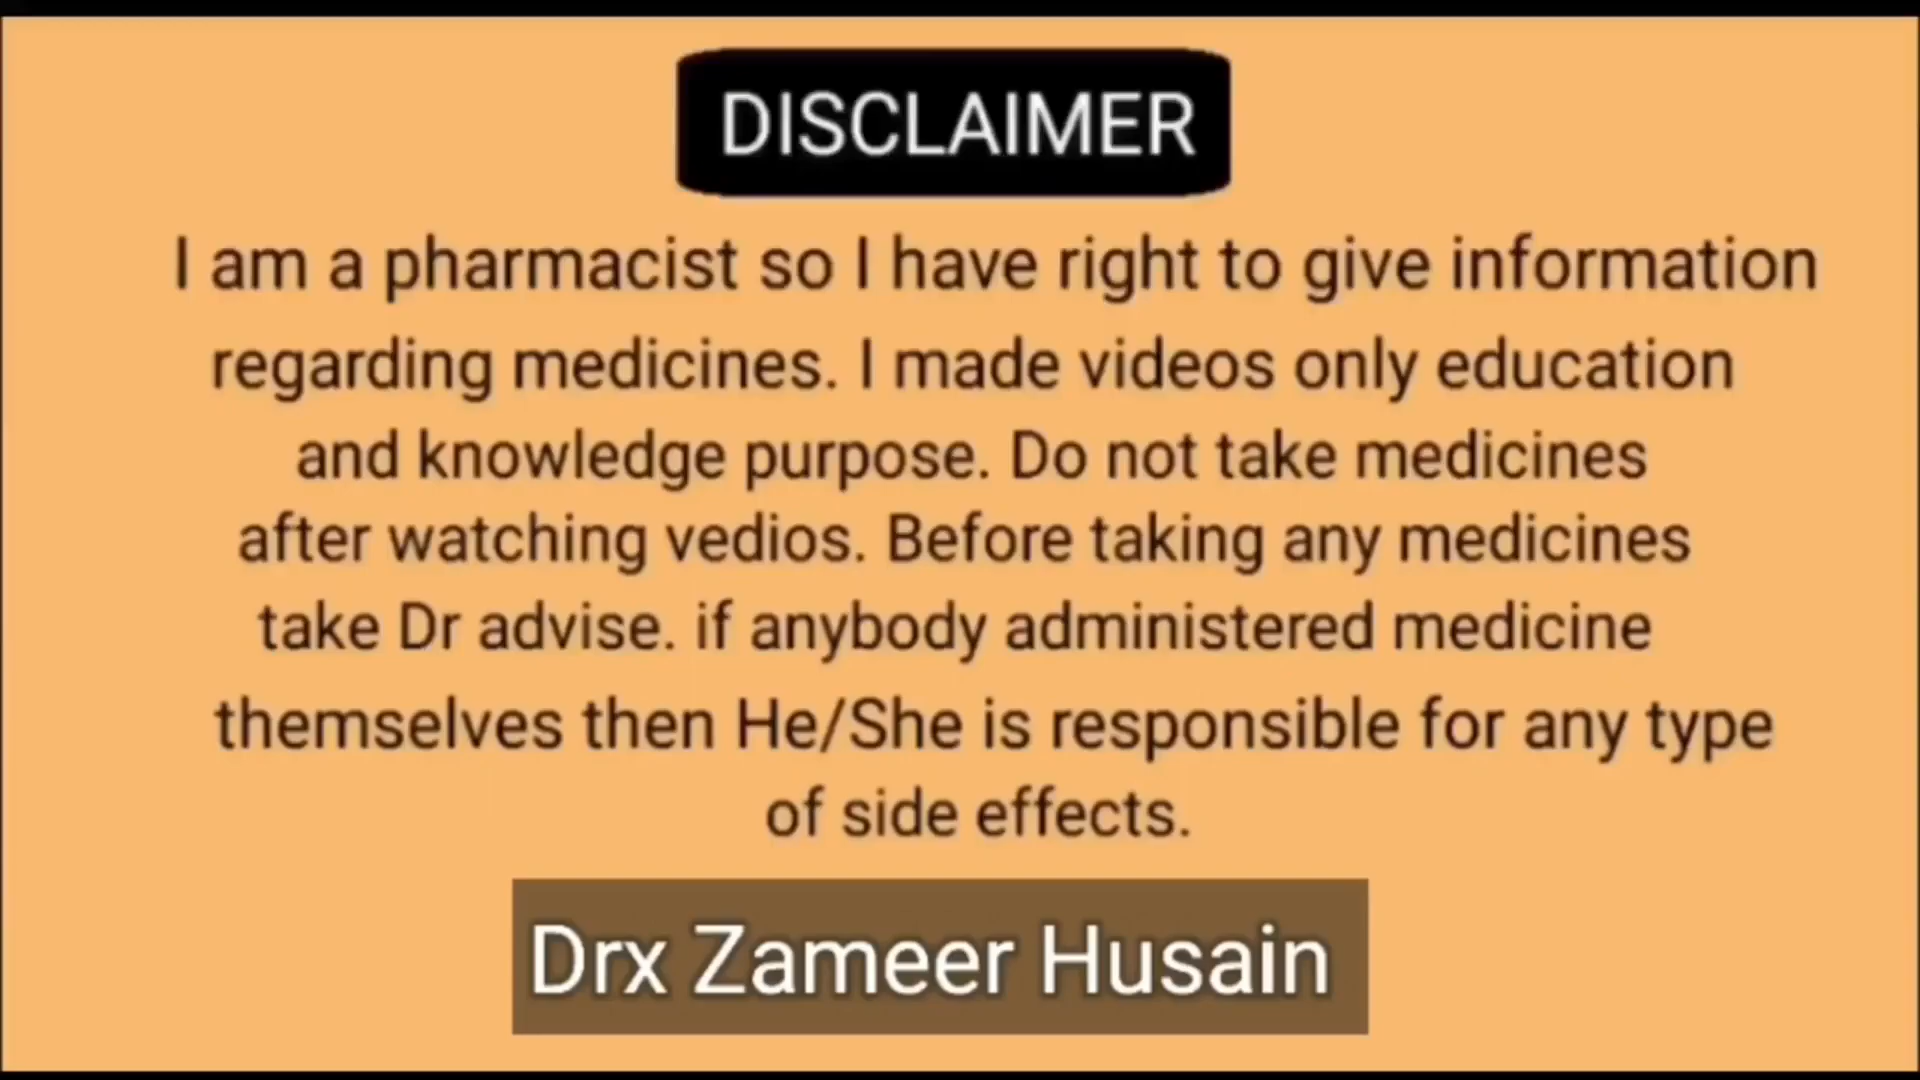 DISCLAIMER
I am a pharmacist so I have right to give information
regarding medicines. I made videos only education
and knowledge purpose. Do not take medicines
after watching vedios. Before taking any medicines
take Dr advise. if anybody administered medicine
themselves then He/She is responsible for any type
of side effects.
Drx Zameer Husain